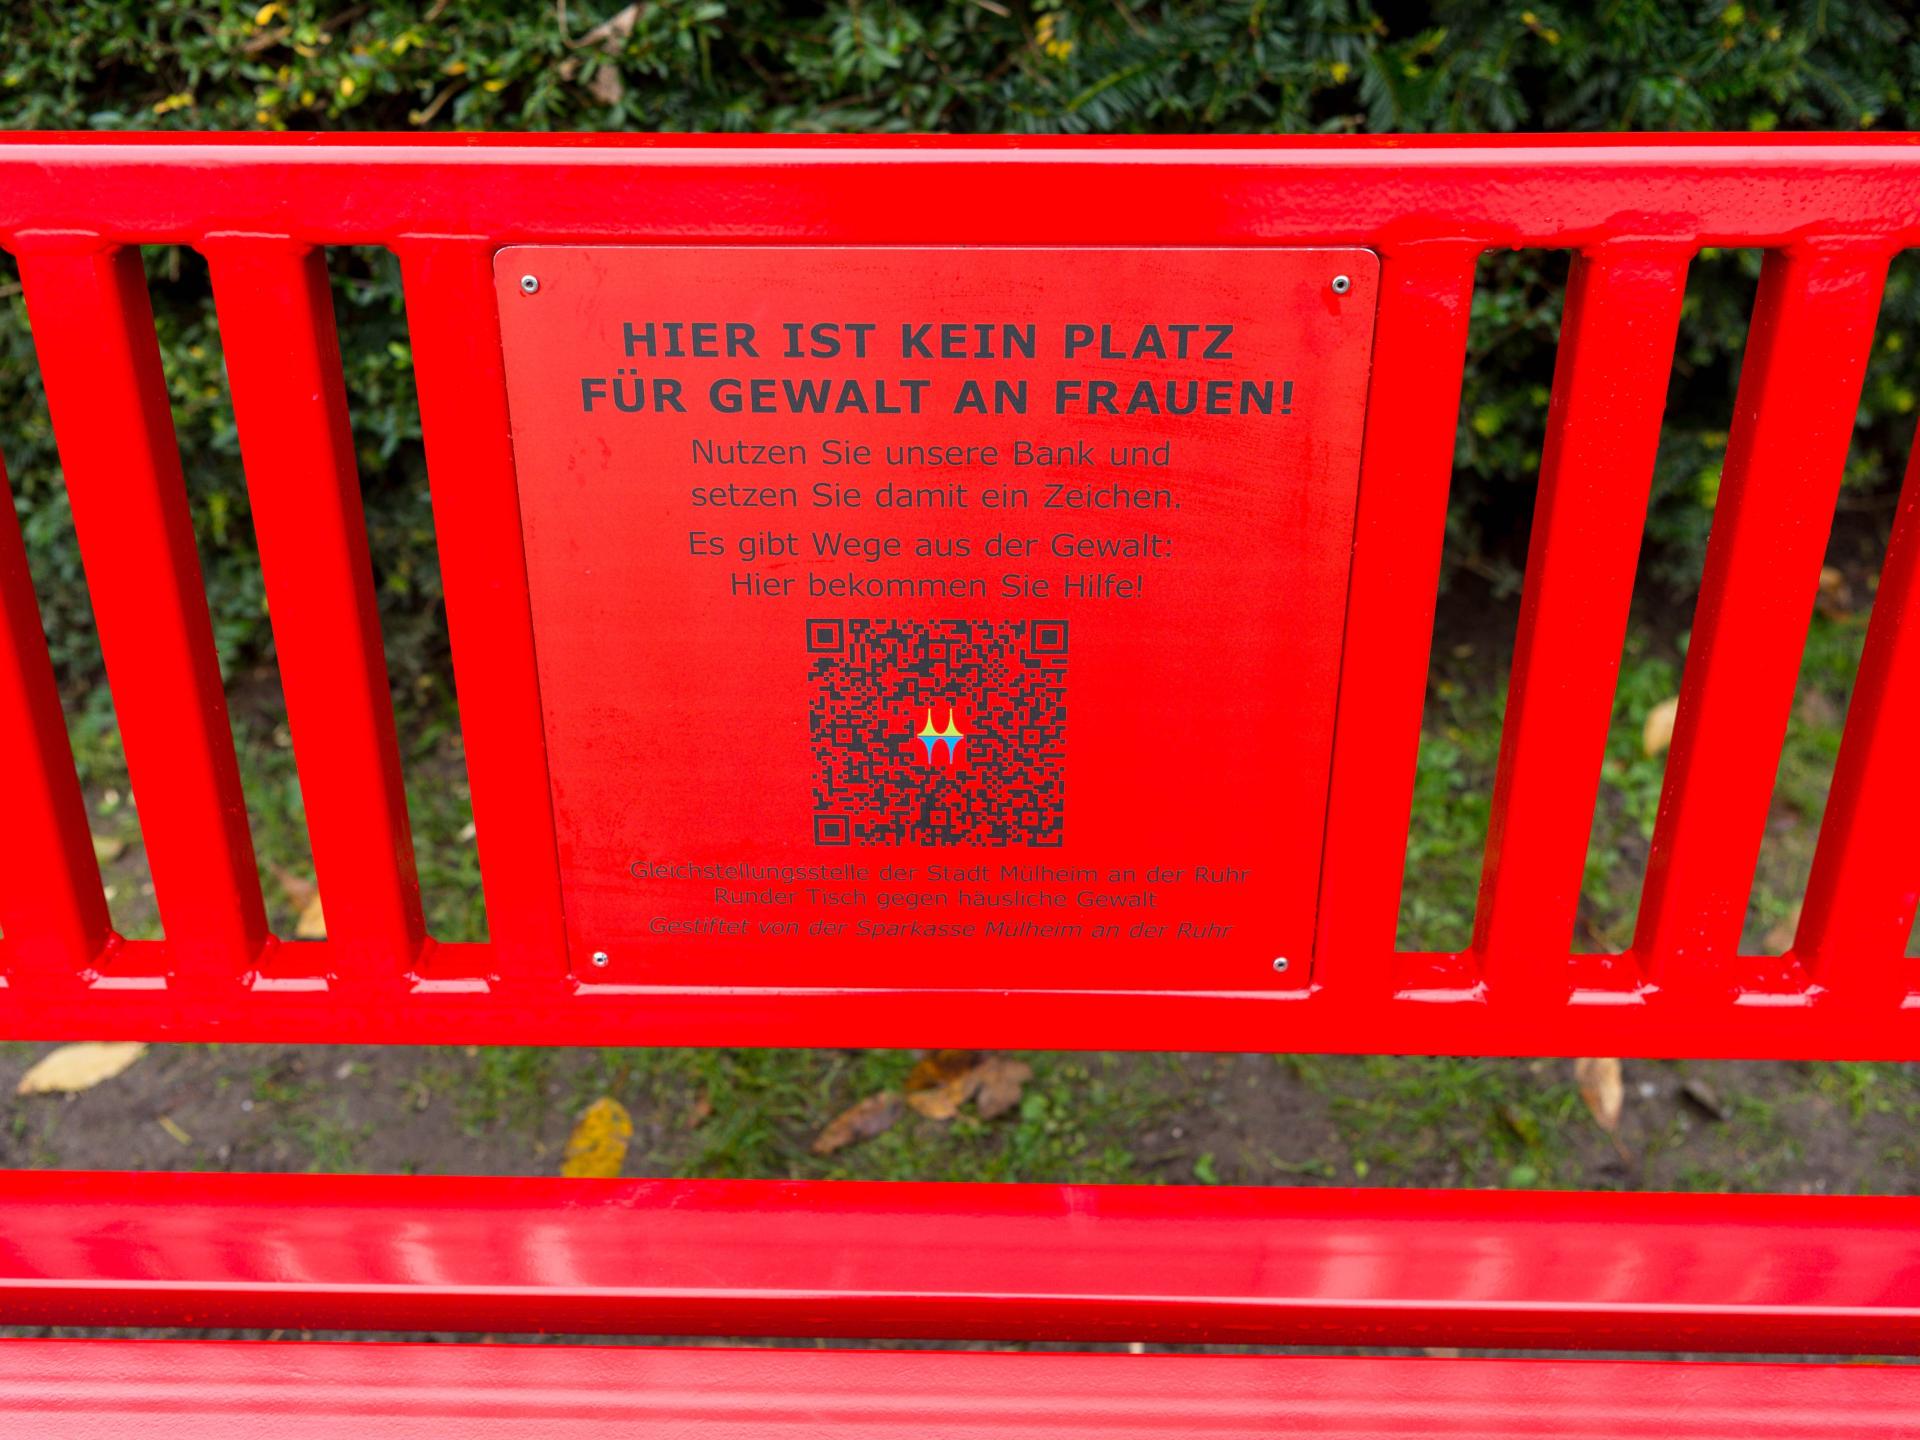 HIER IST KEIN PLATZ
FÜR GEWALT AN FRAUEN!
Nutzen Sie unsere Bank und
setzen Sie damit ein Zeichen.
Es gibt Wege aus der Gewalt:
Hier bekommen Sie Hilfe!
Gleichstellungsstelle der Stadt Mülheim an der Ruhr
Runder Tisch gegen häusliche Gewalt
Gestiftet von der Sparkasse Mülheim an der Ruhr